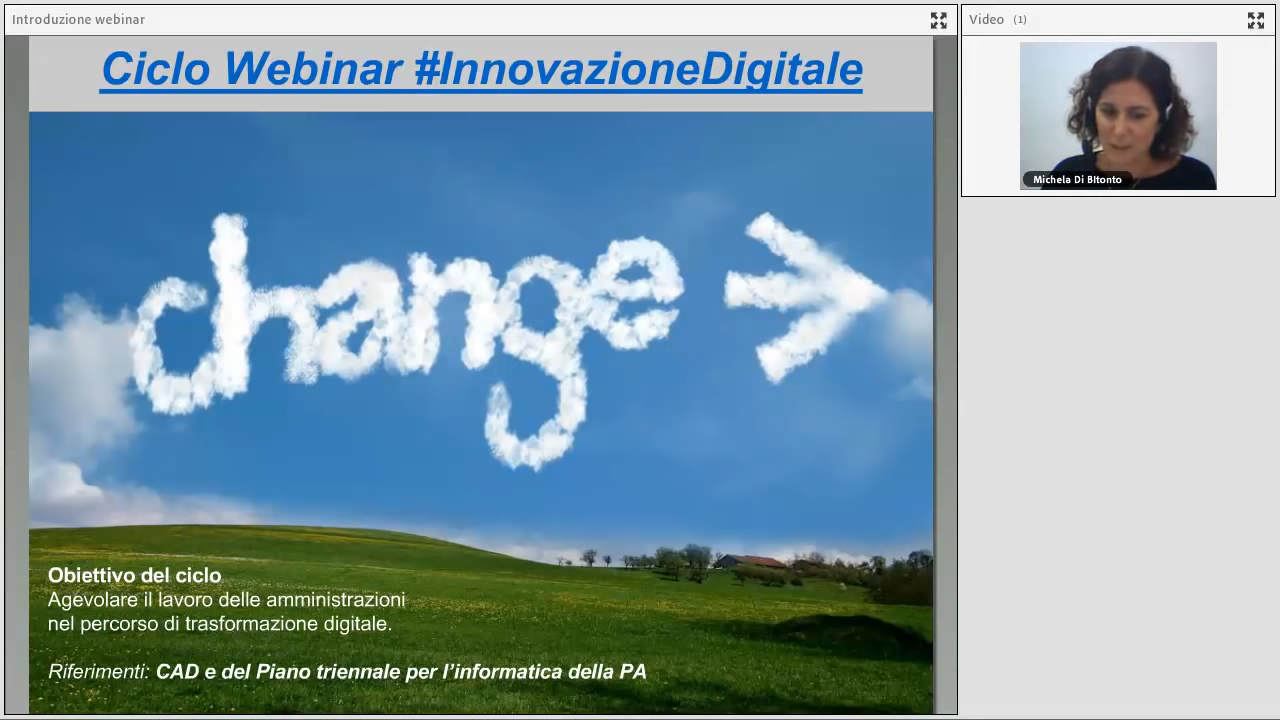 Introduzione webinar
Video (1)
Ciclo Webinar #InnovazioneDigitale
change →
Michela Di BItonto
Obiettivo del ciclo
Agevolare il lavoro delle amministrazioni
nel percorso di trasformazione digitale.
Riferimenti: CAD e del Piano triennale per l’informatica della PA